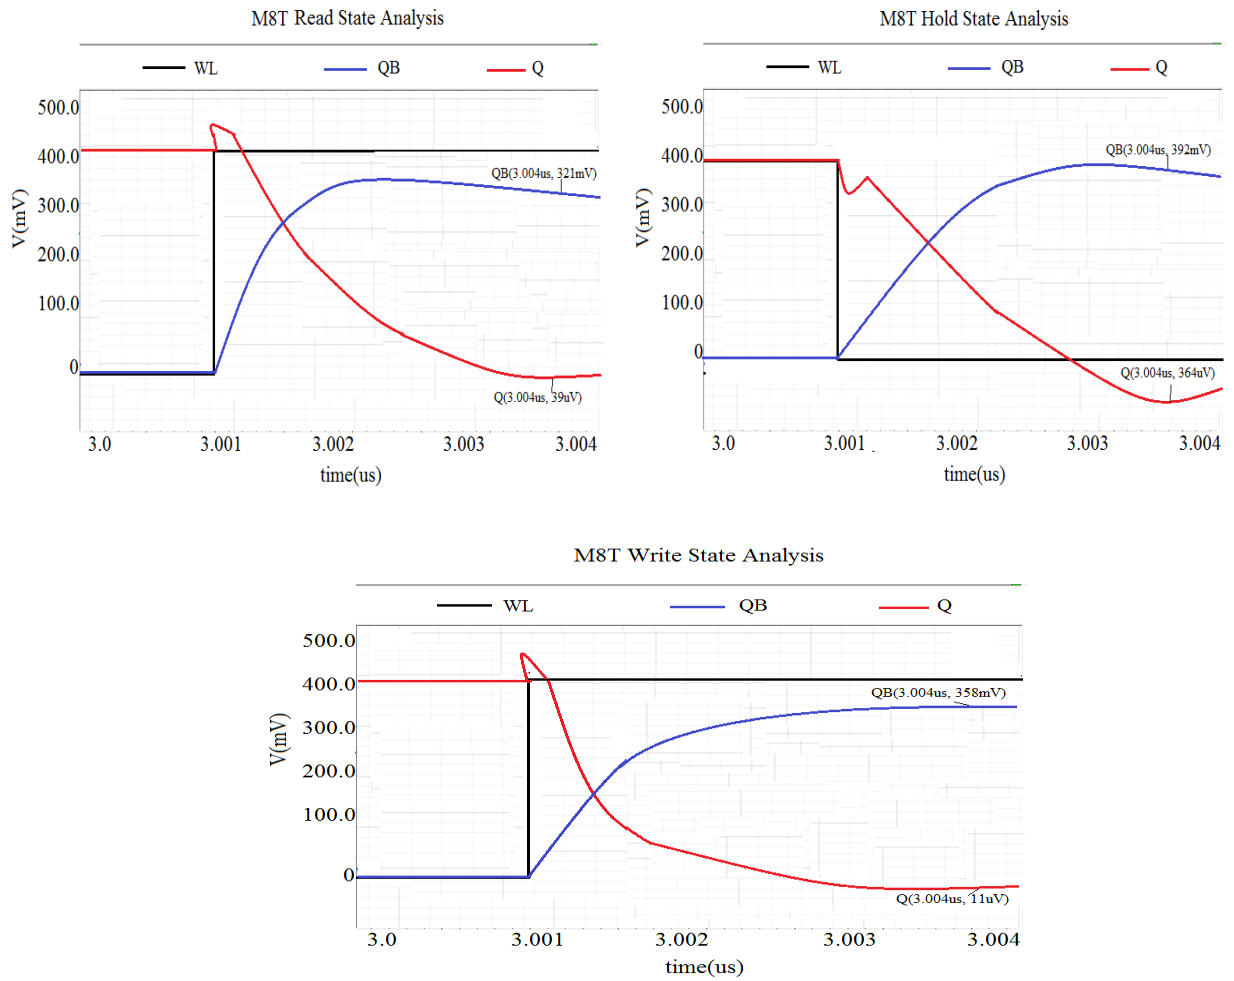 M8T Read State Analysis
WL QB Q
500.0
400.0
300.0
200.0
100.0
0
V(mV)
QB(3.004us, 321mV)
Q(3.004us, 39uV)
3.0 3.001 3.002 3.003 3.004
time(us)
M8T Hold State Analysis
WL QB Q
500.0
400.0
300.0
200.0
100.0
0
V(mV)
QB(3.004us, 392mV)
Q(3.004us, 364uV)
3.0 3.001 3.002 3.003 3.004
time(us)
M8T Write State Analysis
WL QB Q
500.0
400.0
300.0
200.0
100.0
0
V(mV)
QB(3.004us, 358mV)
Q(3.004us, 11uV)
3.0 3.001 3.002 3.003 3.004
time(us)